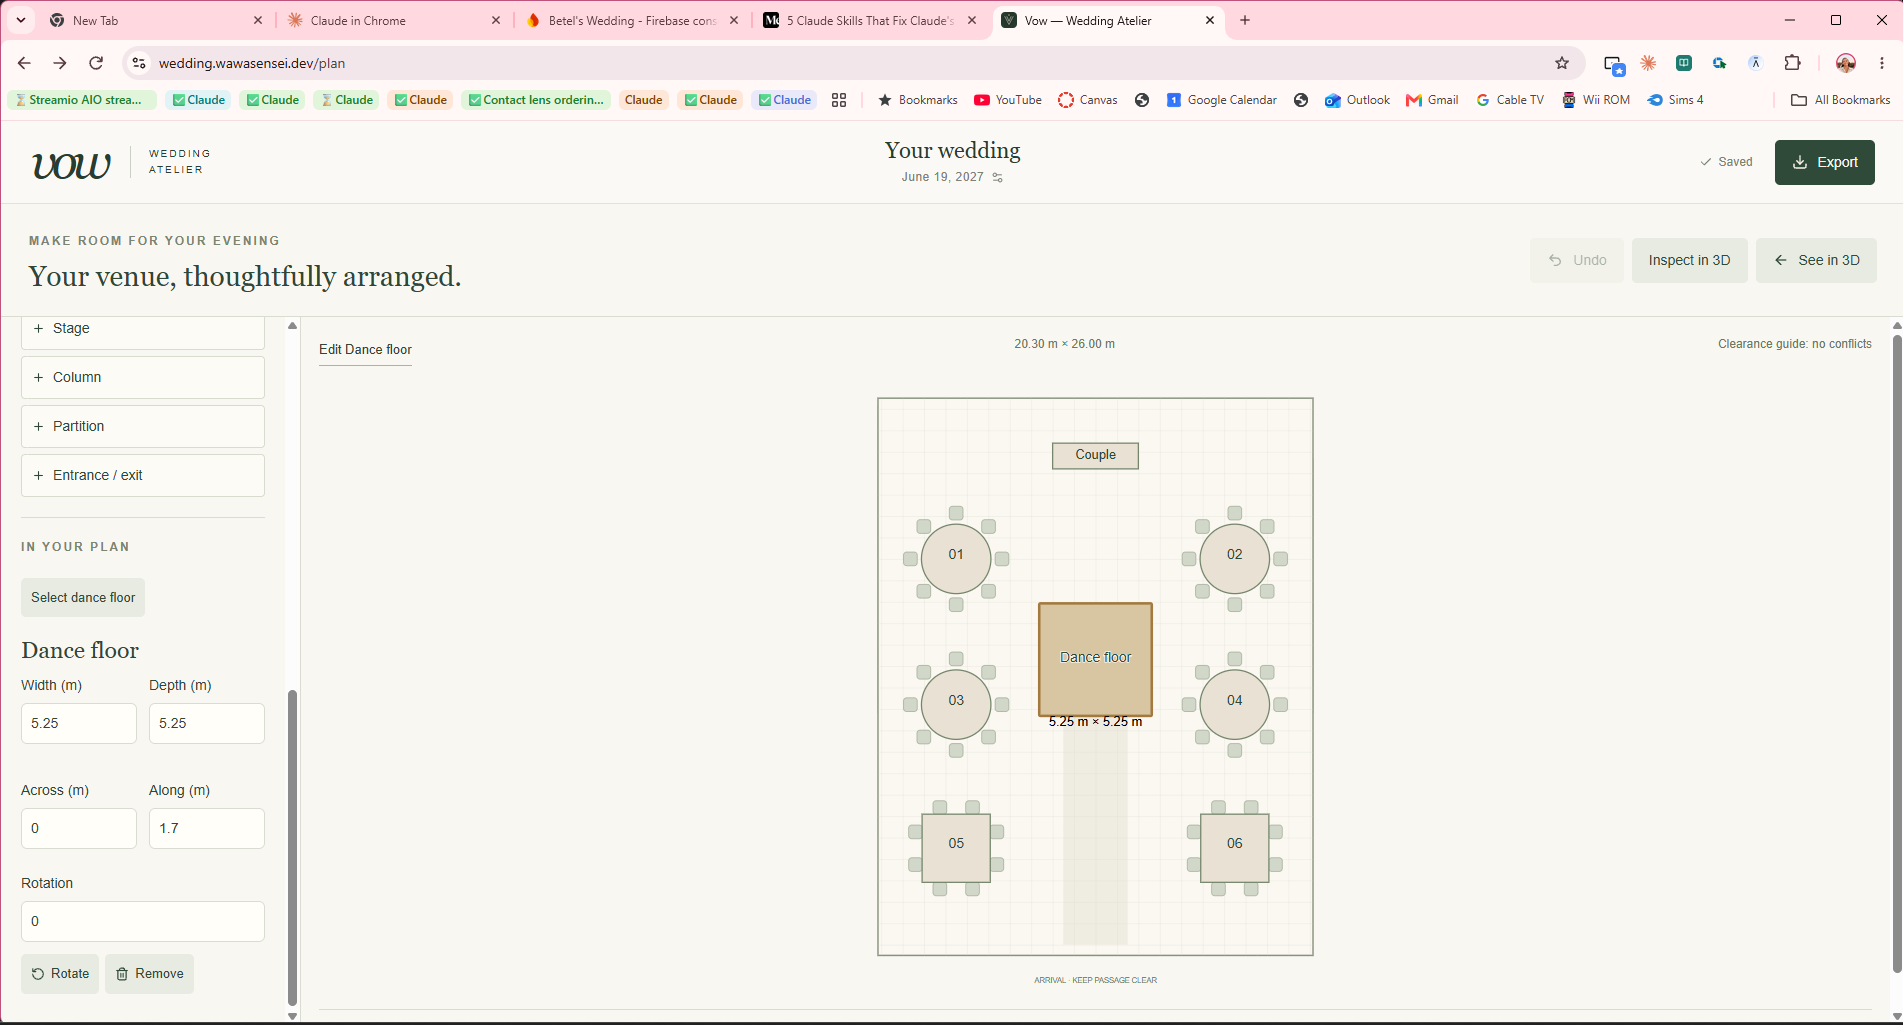 New Tab
Claude in Chrome
Betel's Wedding - Firebase cons
5 Claude Skills That Fix Claude's
Vow — Wedding Atelier
wedding.wawasensei.dev/plan
Streamio AIO strea...
Claude
Claude
Claude
Claude
Contact lens orderin...
Claude
Claude
Claude
Bookmarks
YouTube
Canvas
Google Calendar
Outlook
Gmail
Cable TV
Wii ROM
Sims 4
All Bookmarks
vow
WEDDING
ATELIER
Your wedding
June 19, 2027
Saved
Export
MAKE ROOM FOR YOUR EVENING
Your venue, thoughtfully arranged.
Undo
Inspect in 3D
See in 3D
+ Stage
+ Column
+ Partition
+ Entrance / exit
IN YOUR PLAN
Select dance floor
Dance floor
Width (m)
Depth (m)
5.25
5.25
Across (m)
Along (m)
0
1.7
Rotation
0
Rotate
Remove
Edit Dance floor
20.30 m × 26.00 m
Clearance guide: no conflicts
Couple
01
02
Dance floor
5.25 m × 5.25 m
03
04
05
06
ARRIVAL · KEEP PASSAGE CLEAR